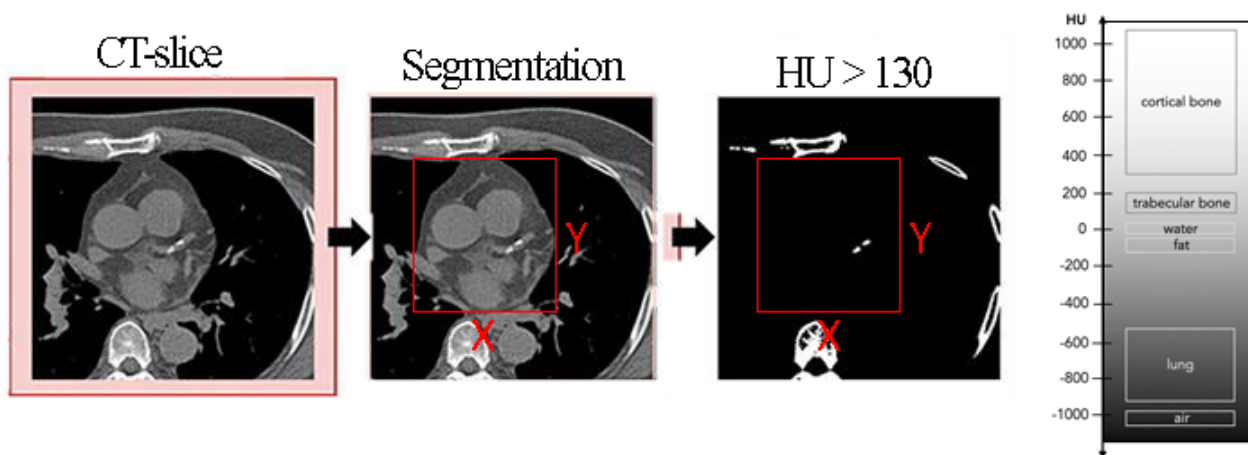 CT-slice
Segmentation
HU > 130
Y
X
Y
X
HU
1000
800
600
400
200
0
-200
-400
-600
-800
-1000
cortical bone
trabecular bone
water
fat
lung
air